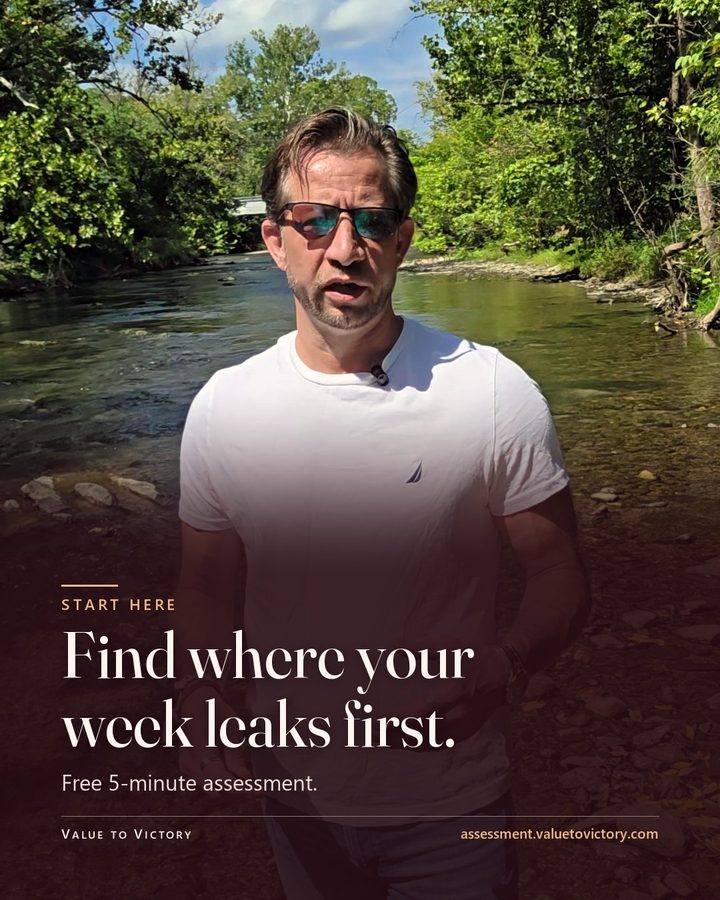 START HERE
Find where your
week leaks first.
Free 5-minute assessment.
VALUE TO VICTORY
assessment.valuetovictory.com